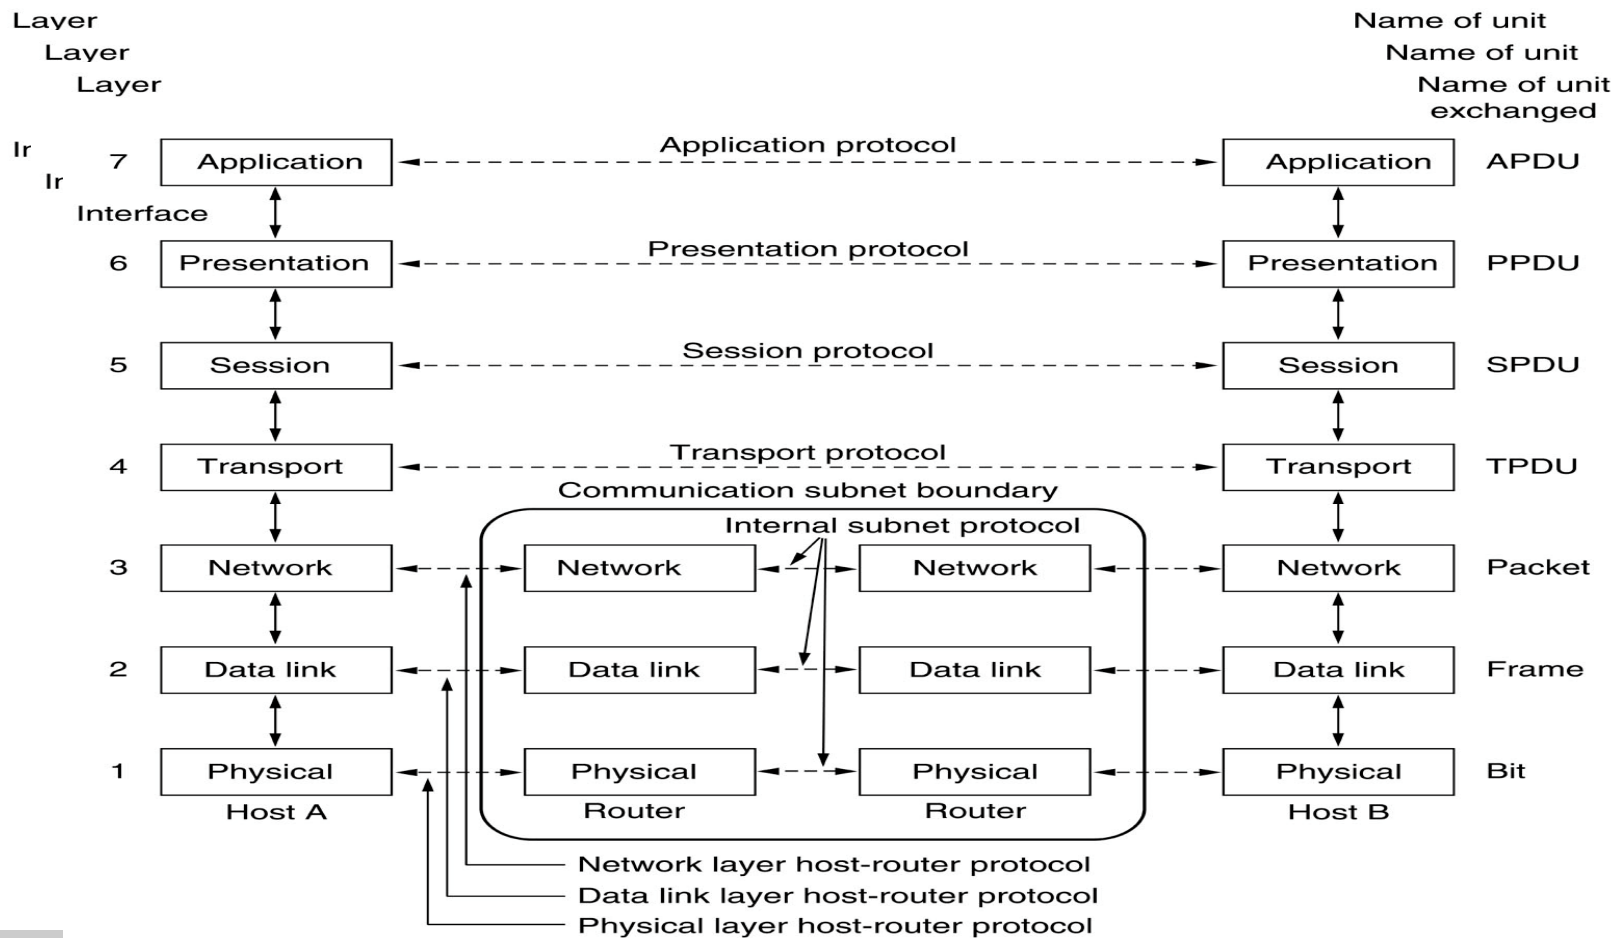 Layer
Name of unit
Layer
Name of unit
Layer
Name of unit
exchanged
Ir
7
Application
Application protocol
Application
APDU
Ir
Interface
6
Presentation
Presentation protocol
Presentation
PPDU
5
Session
Session protocol
Session
SPDU
4
Transport
Transport protocol
Transport
TPDU
Communication subnet boundary
Internal subnet protocol
3
Network
Network
Network
Network
Packet
2
Data link
Data link
Data link
Data link
Frame
1
Physical
Physical
Physical
Physical
Bit
Host A
Router
Router
Host B
Network layer host-router protocol
Data link layer host-router protocol
Physical layer host-router protocol